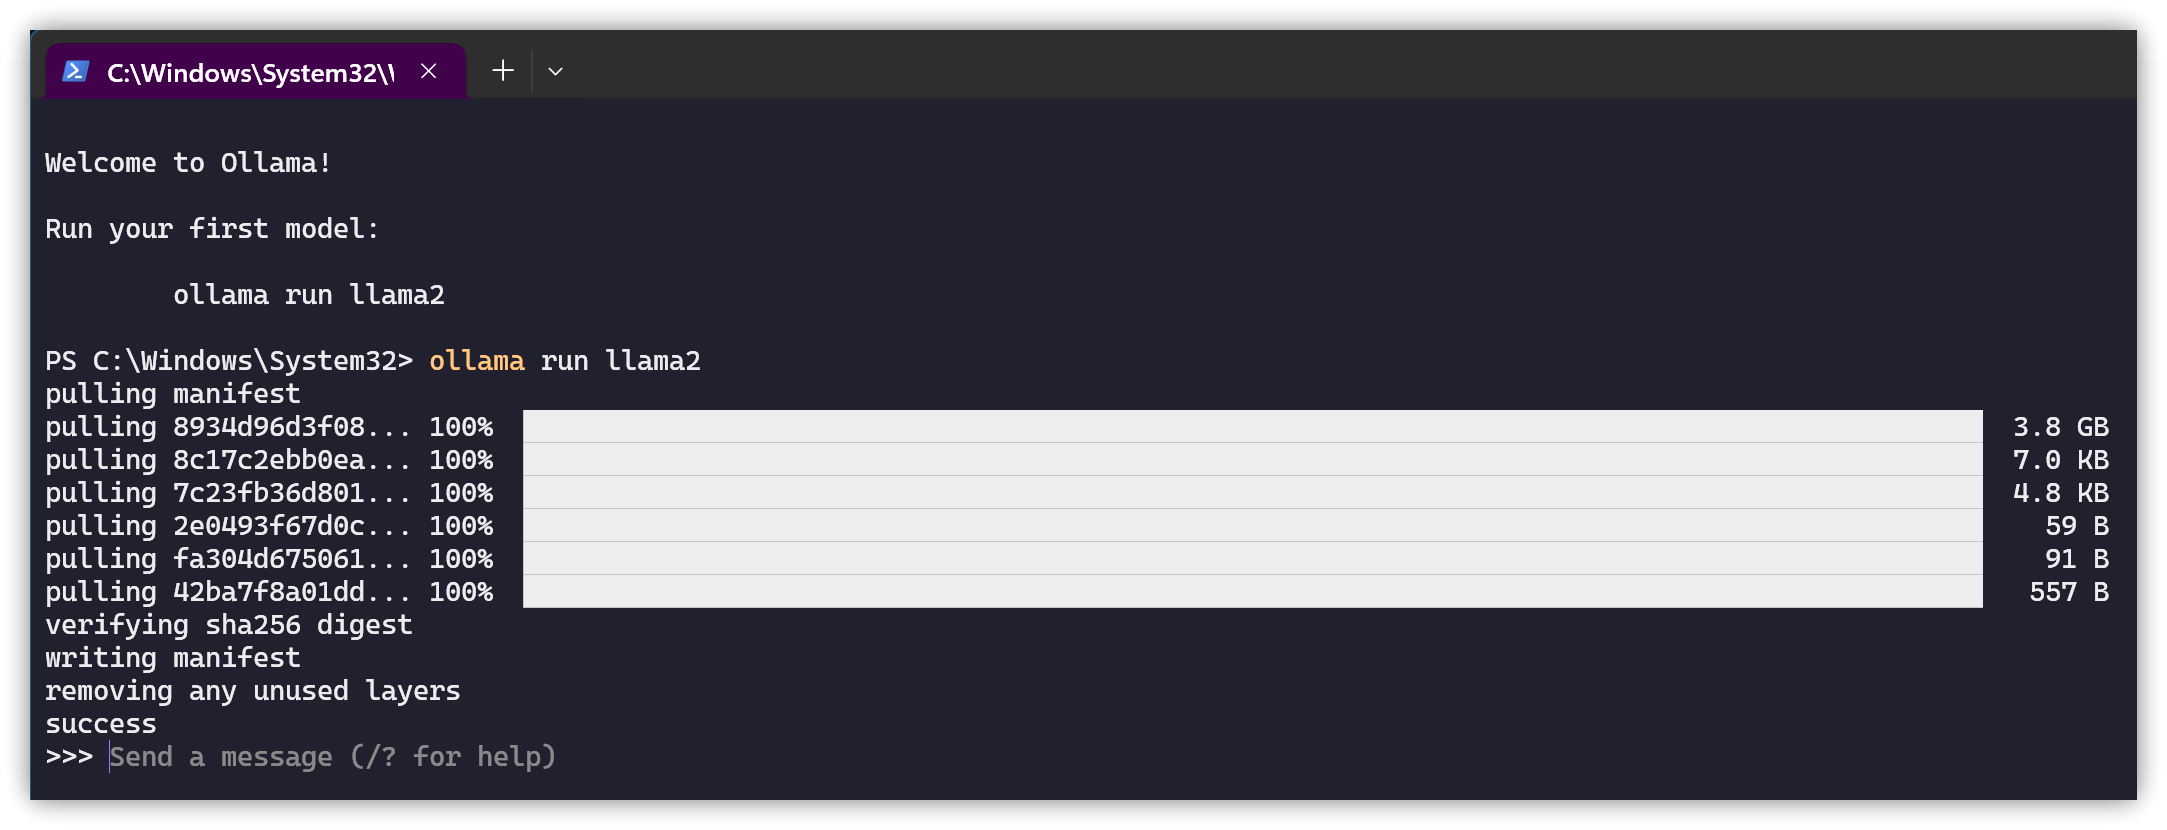 C:\Windows\System32\
Welcome to Ollama!
Run your first model:
ollama run llama2
PS C:\Windows\System32> ollama run llama2
pulling manifest
pulling 8934d96d3f08... 100% 3.8 GB
pulling 8c17c2ebb0ea... 100% 7.0 KB
pulling 7c23fb36d801... 100% 4.8 KB
pulling 2e0493f67d0c... 100% 59 B
pulling fa304d675061... 100% 91 B
pulling 42ba7f8a01dd... 100% 557 B
verifying sha256 digest
writing manifest
removing any unused layers
success
>>> Send a message (/? for help)